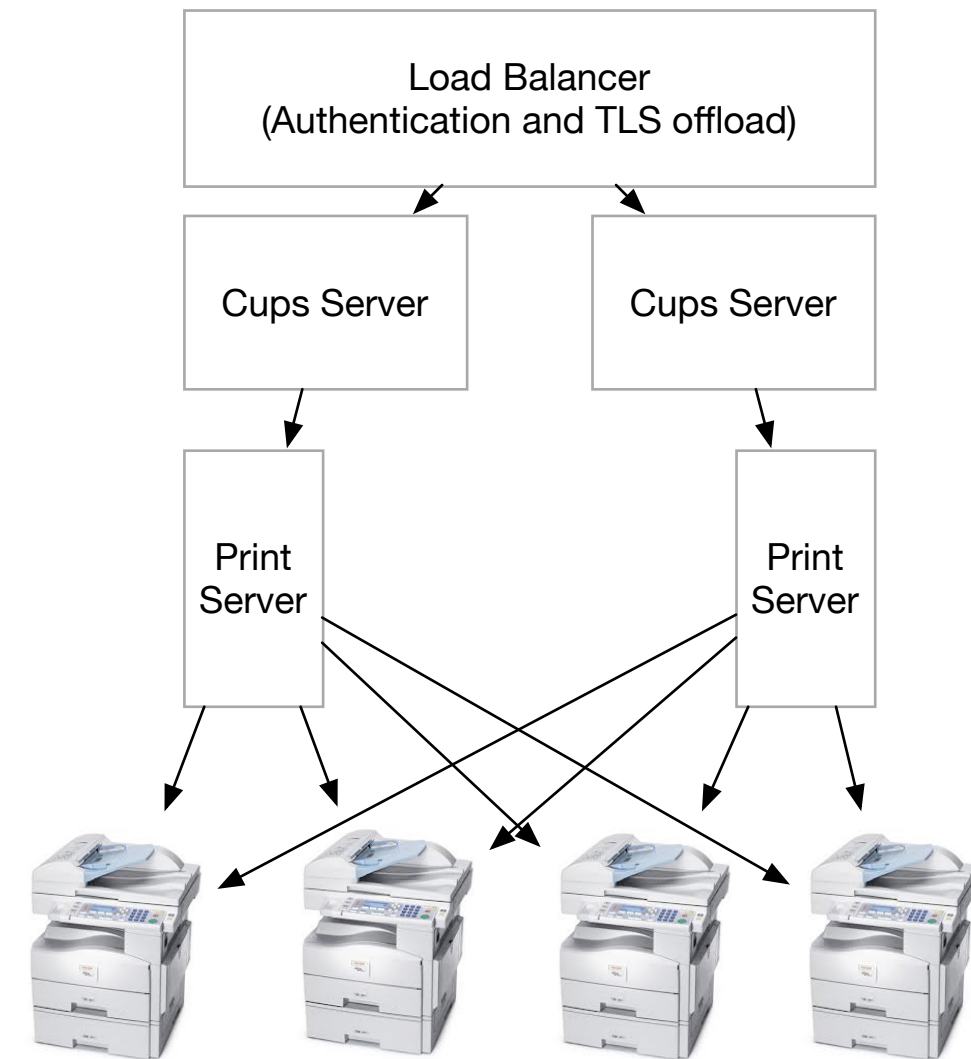 Load Balancer
(Authentication and TLS offload)
Cups Server
Cups Server
Print
Server
Print
Server